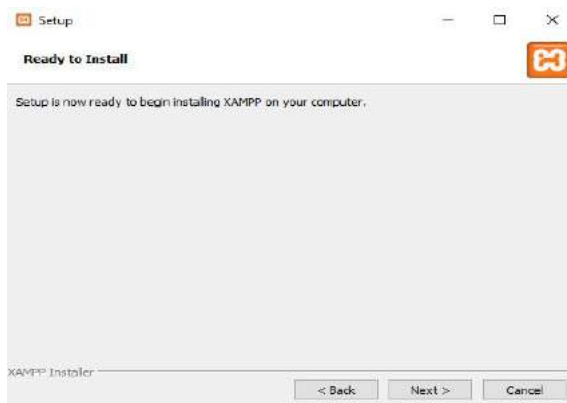 Setup
Ready to Install
Setup is now ready to begin installing XAMPP on your computer.
XAMPP Installer
< Back Next > Cancel